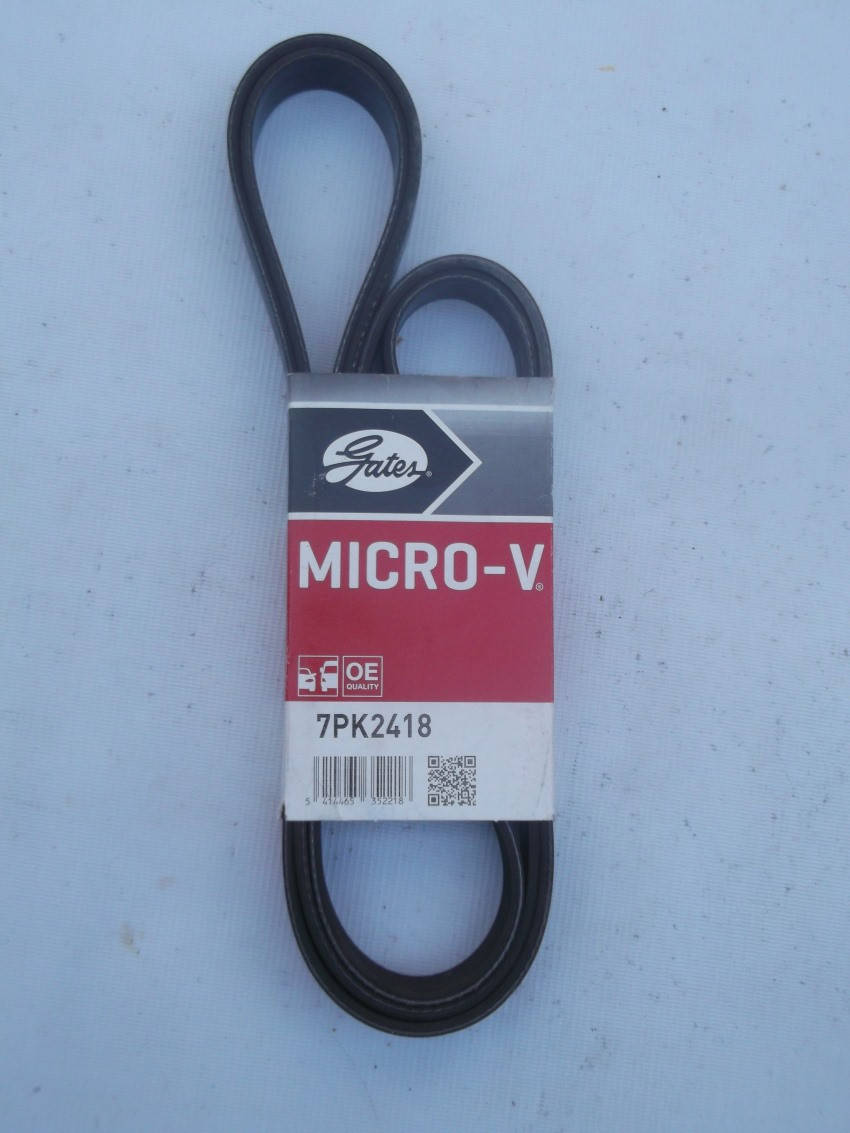 Gates®
MICRO-V®
OE
QUALITY
7PK2418
5 414465 352218